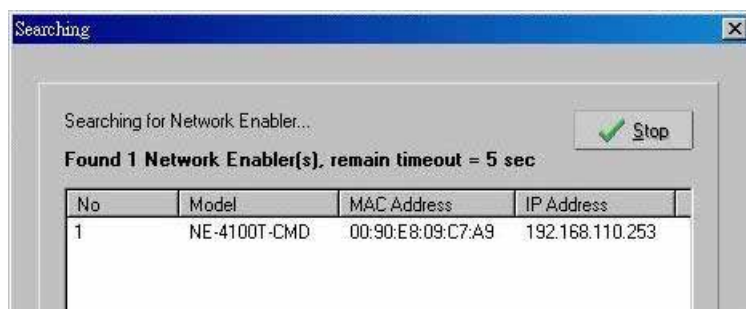 Searching
Searching for Network Enabler...
Stop
Found 1 Network Enabler(s), remain timeout = 5 sec
No Model MAC Address IP Address
1 NE-4100T-CMD 00:90:E8:09:C7:A9 192.168.110.253